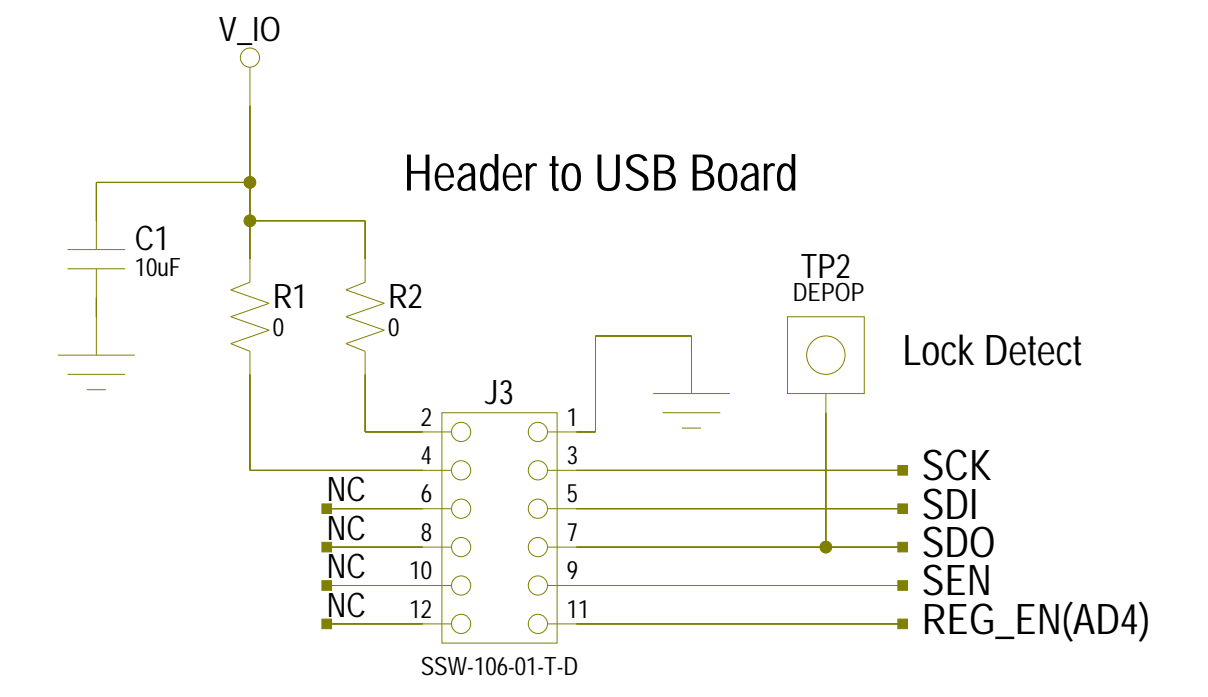 V_IO
Header to USB Board
C1
10uF
R1
0
R2
0
TP2
DEPOP
Lock Detect
J3
2
1
4
3
SCK
NC
6
5
SDI
NC
8
7
SDO
NC
10
9
SEN
NC
12
11
REG_EN(AD4)
SSW-106-01-T-D